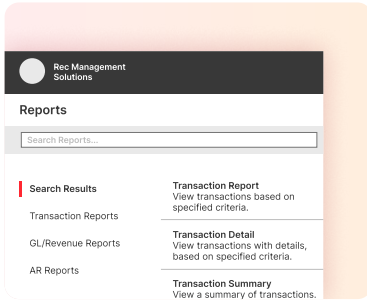 Rec Management
Solutions
Reports
Search Reports...
Search Results
Transaction Reports
GL/Revenue Reports
AR Reports
Transaction Report
View transactions based on
specified criteria.
Transaction Detail
View transactions with details,
based on specified criteria.
Transaction Summary
View a summary of transactions.